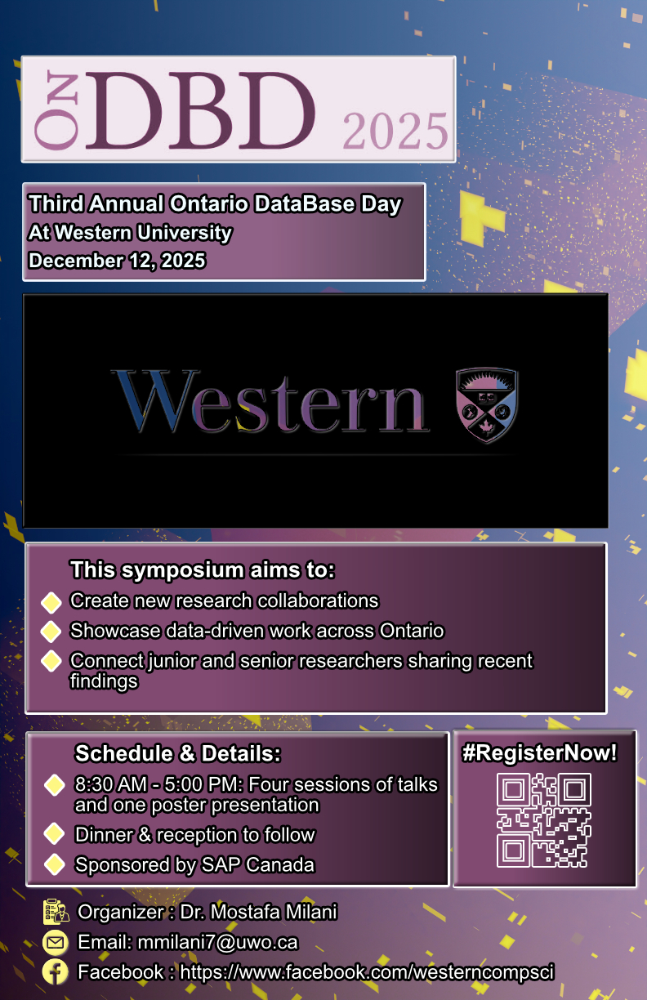 ON DBD 2025
Third Annual Ontario DataBase Day
At Western University
December 12, 2025
Western
This symposium aims to:
Create new research collaborations
Showcase data-driven work across Ontario
Connect junior and senior researchers sharing recent
findings
Schedule & Details:
8:30 AM - 5:00 PM: Four sessions of talks
and one poster presentation
Dinner & reception to follow
Sponsored by SAP Canada
#RegisterNow!
Organizer : Dr. Mostafa Milani
Email: mmilani7@uwo.ca
Facebook : https://www.facebook.com/westerncompsci